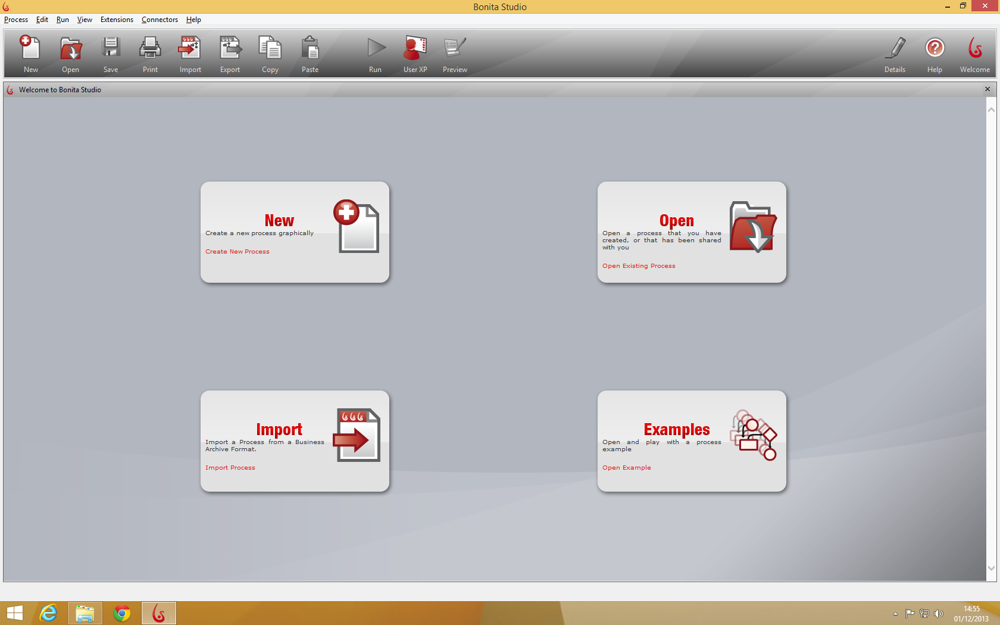 Bonita Studio
Process Edit Run View Extensions Connectors Help
New Open Save Print Import Export Copy Paste Run User XP Preview Details Help Welcome
Welcome to Bonita Studio
New
Create a new process graphically
Create New Process
Open
Open a process that you have
created, or that has been shared
with you
Open Existing Process
Import
Import a Process from a Business
Archive Format.
Import Process
Examples
Open and play with a process
example
Open Example
14:55
01/12/2013